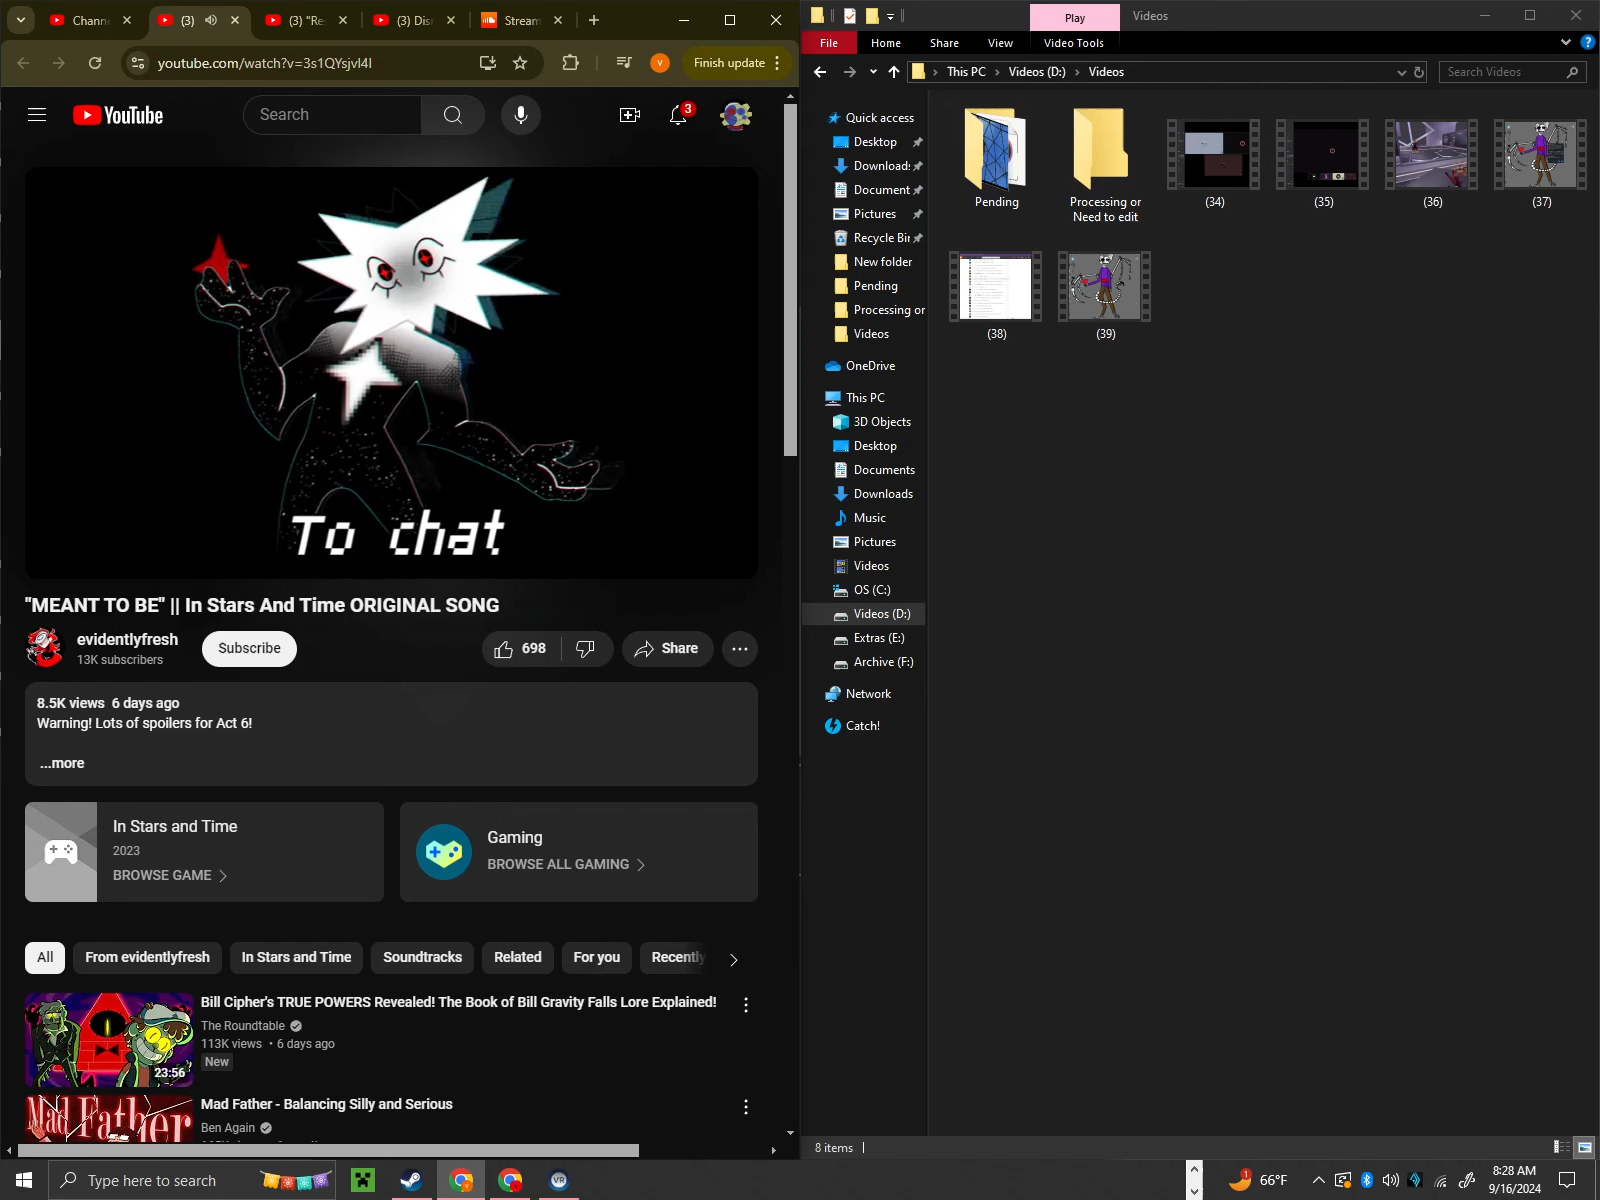 Chann
(3)
(3) "Re
(3) Disr
Stream
youtube.com/watch?v=3s1QYsjvl4I
V
Finish update
YouTube
Search
3
To chat
"MEANT TO BE" || In Stars And Time ORIGINAL SONG
evidentlyfresh
13K subscribers
Subscribe
698
Share
8.5K views 6 days ago
Warning! Lots of spoilers for Act 6!
...more
In Stars and Time
2023
BROWSE GAME
Gaming
BROWSE ALL GAMING
All
From evidentlyfresh
In Stars and Time
Soundtracks
Related
For you
Recently
Bill Cipher's TRUE POWERS Revealed! The Book of Bill Gravity Falls Lore Explained!
The Roundtable
113K views • 6 days ago
New
23:56
Mad Father
Mad Father - Balancing Silly and Serious
Ben Again
Play
Videos
File
Home
Share
View
Video Tools
This PC
Videos (D:)
Videos
Search Videos
Quick access
Desktop
Download:
Document
Pictures
Recycle Bir
New folder
Pending
Processing or
Videos
OneDrive
This PC
3D Objects
Desktop
Documents
Downloads
Music
Pictures
Videos
OS (C:)
Videos (D:)
Extras (E:)
Archive (F:)
Network
Catch!
Pending
Processing or
Need to edit
(34)
(35)
(36)
(37)
(38)
(39)
8 items
Type here to search
VR
1
66°F
8:28 AM
9/16/2024